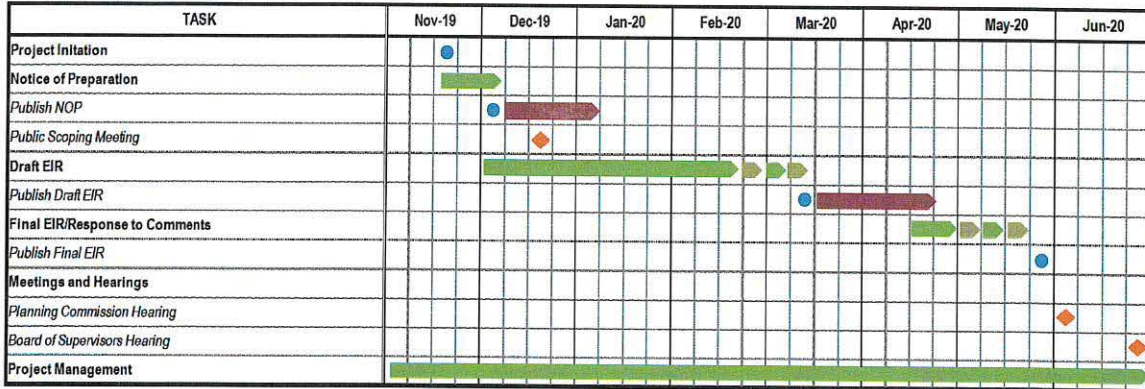 TASK Nov-19 Dec-19 Jan-20 Feb-20 Mar-20 Apr-20 May-20 Jun-20
Project Initation
Notice of Preparation
Publish NOP
Public Scoping Meeting
Draft EIR
Publish Draft EIR
Final EIR/Response to Comments
Publish Final EIR
Meetings and Hearings
Planning Commission Hearing
Board of Supervisors Hearing
Project Management